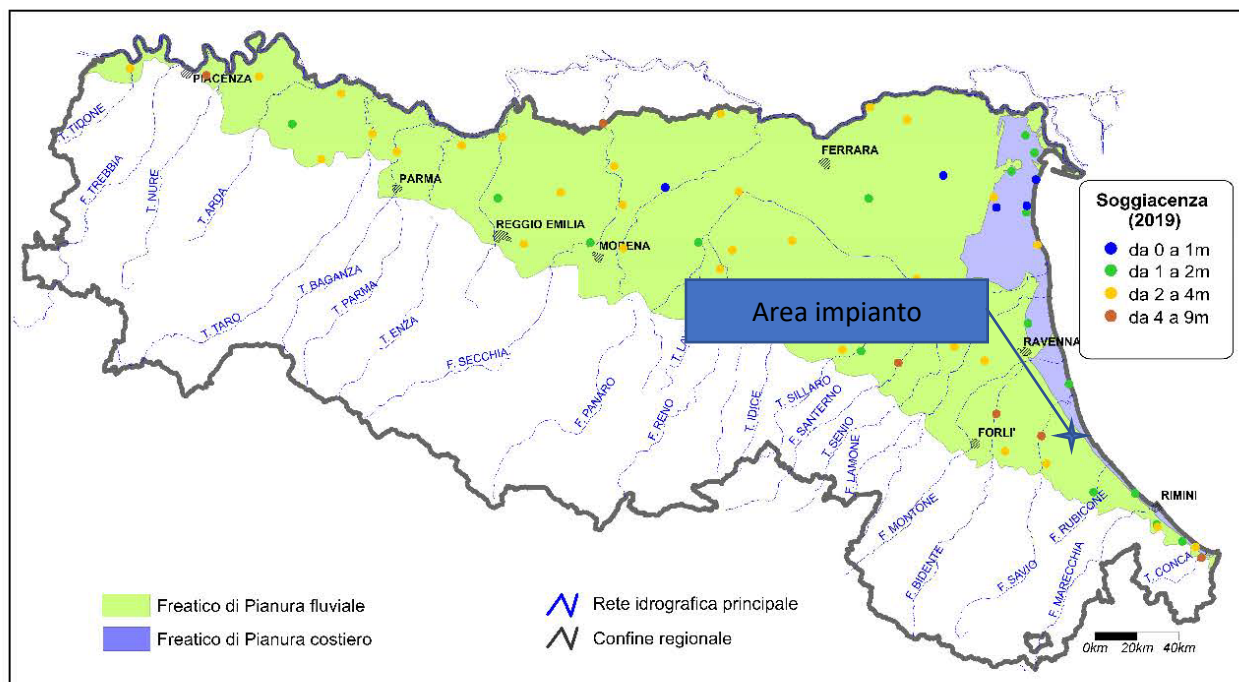 PIACENZA
T. TIDONE
F. TREBBIA
T. NURE
T. ARDA
PARMA
REGGIO EMILIA
MODENA
FERRARA
T. TARO
T. BAGANZA
T. PARMA
T. ENZA
F. SECCHIA
F. PANARO
F. RENO
T. IDICE
T. SILLARO
F. SANTERNO
T. SENIO
F. LAMONE
F. MONTONE
F. BIDENTE
F. SAVIO
F. RUBICONE
F. MARECCHIA
T. CONCA
FORLI'
RAVENNA
RIMINI
Area impianto
Soggiacenza
(2019)
da 0 a 1m
da 1 a 2m
da 2 a 4m
da 4 a 9m
Freatico di Pianura fluviale
Freatico di Pianura costiero
Rete idrografica principale
Confine regionale
0km 20km 40km